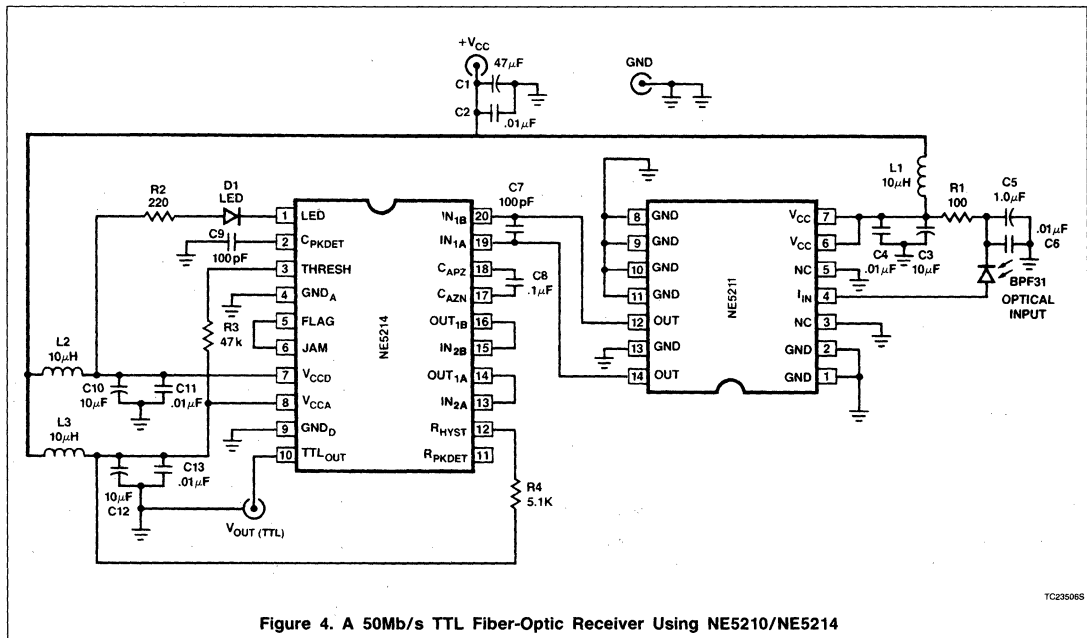 +VCC
47μF
C1
C2
.01μF
GND
L1
10μH
R1
100
C5
1.0μF
.01μF
C6
C4
.01μF
C3
10μF
BPF31
OPTICAL
INPUT
R2
220
D1
LED
C9
100pF
R3
47k
L2
10μH
C10
10μF
C11
.01μF
L3
10μH
C13
.01μF
10μF
C12
VOUT (TTL)
NE5214
1 LED
2 CPKDET
3 THRESH
4 GNDA
5 FLAG
6 JAM
7 VCCD
8 VCCA
9 GNDD
10 TTLOUT
IN1B 20
IN1A 19
CAPZ 18
CAZN 17
OUT1B 16
IN2B 15
OUT1A 14
IN2A 13
RHYST 12
RPKDET 11
C7
100pF
C8
.1μF
R4
5.1K
NE5211
8 GND
9 GND
10 GND
11 GND
12 OUT
13 GND
14 OUT
VCC 7
VCC 6
NC 5
IIN 4
NC 3
GND 2
GND 1
TC23506S
Figure 4. A 50Mb/s TTL Fiber-Optic Receiver Using NE5210/NE5214